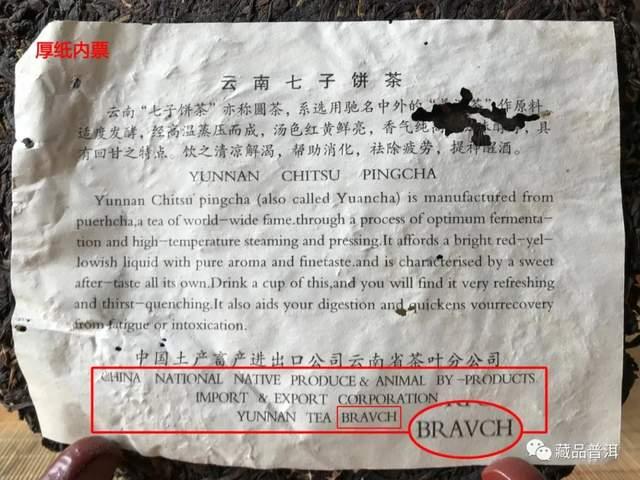 厚纸内票
云南七子饼茶
云南“七子饼茶”亦称圆茶，系选用驰名中外的“ 茶”作原料
适度发酵，经高温蒸压而成，汤色红黄鲜亮，香气纯 ，具
有回甘之特点。饮之清凉解渴，帮助消化，祛除疲劳，提神醒酒。
YUNNAN CHITSU PINGCHA
Yunnan Chitsu pingcha (also called Yuancha) is manufactured from
puerhcha,a tea of world-wide fame.through a process of optimum fermenta-
tion and high-temperature steaming and pressing.It affords a bright red-yel-
lowish liquid with pure aroma and finetaste.and is characterised by a sweet
after-taste all its own.Drink a cup of this,and you will find it very refreshing
and thirst-quenching.It also aids your digestion and quickens vourrecovery
from fatigue or intoxication.
中国土产畜产进出口公司云南省茶叶分公司
CHINA NATIONAL NATIVE PRODUCE & ANIMAL BY-PRODUCTS
IMPORT & EXPORT CORPORATION
YUNNAN TEA BRAVCH
BRAVCH
藏品普洱